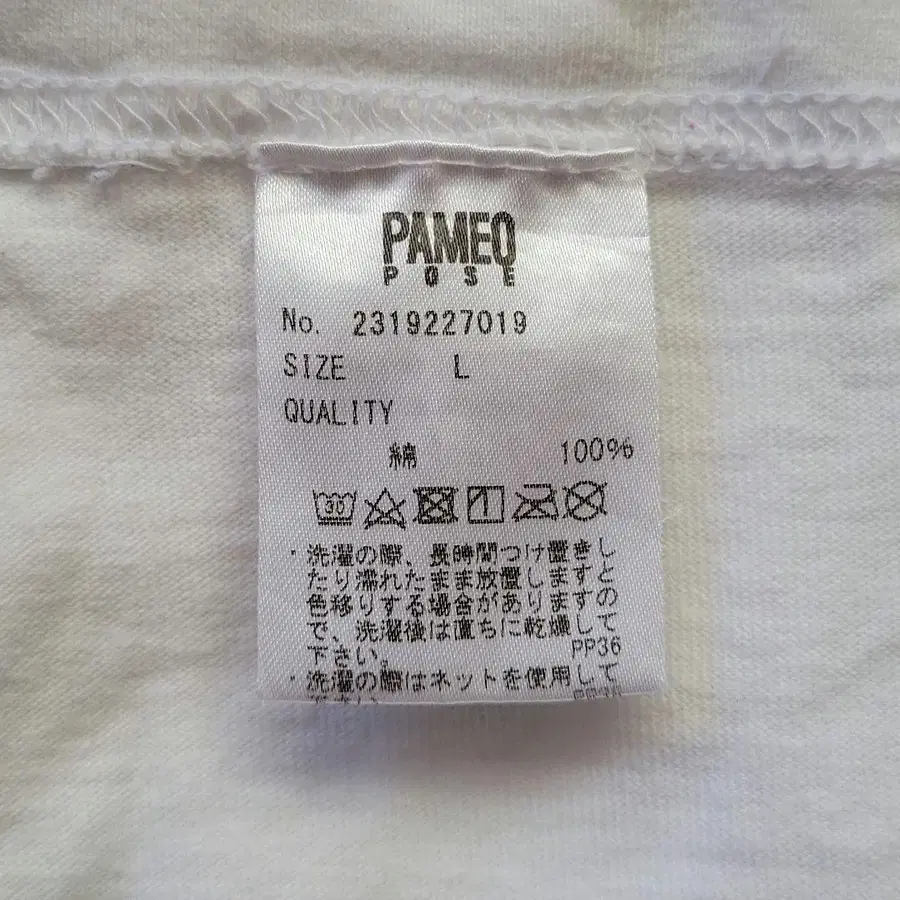 PAMEO
POSE
No. 2319227019
SIZE L
QUALITY
綿 100%
30
1
・洗濯の際、長時間つけ置きし
たり濡れたまま放置しますと
色移りする場合がありますの
で、洗濯後は直ちに乾燥して
下さい。 PP36
・洗濯の際はネットを使用して